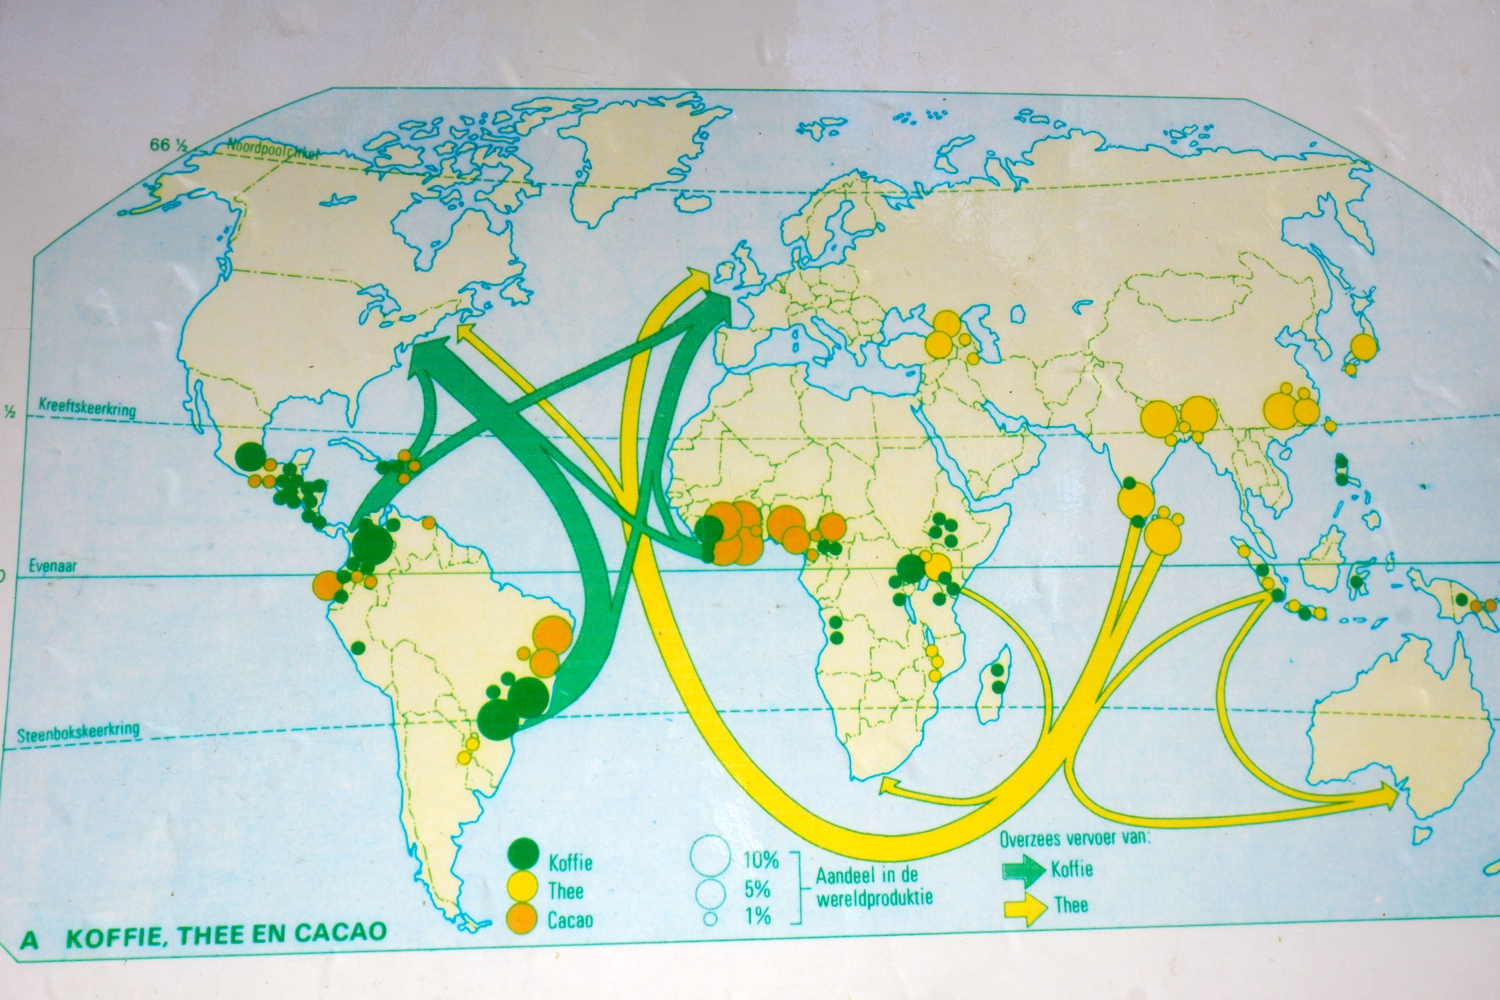 66 ½
Noordpoolcirkel
½
Kreeftskeerkring
0
Evenaar
Steenbokskeerkring
Koffie
Thee
Cacao
10%
5%
1%
Aandeel in de
wereldproduktie
Overzees vervoer van:
Koffie
Thee
A KOFFIE, THEE EN CACAO